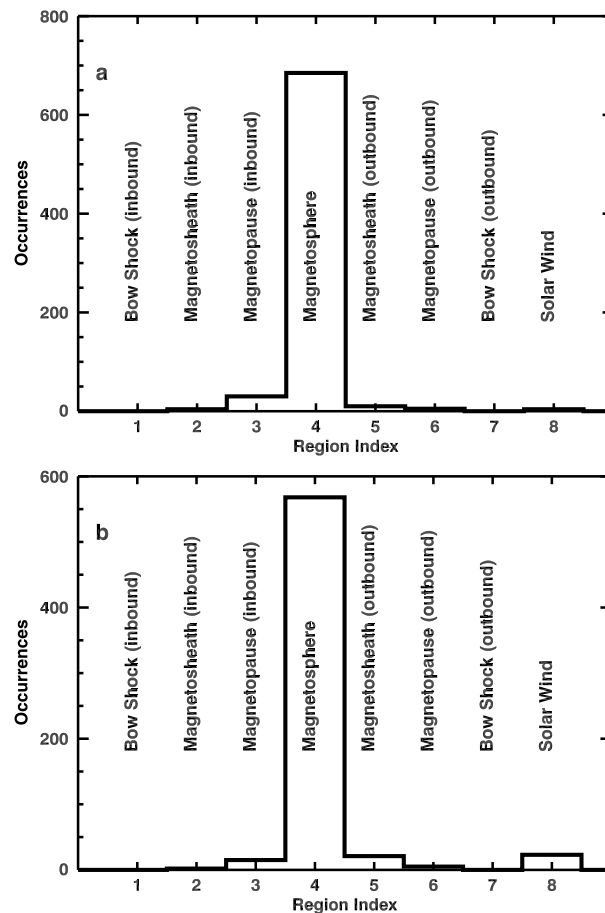 a
800
600
400
200
0
Occurrences
Bow Shock (inbound)
Magnetosheath (inbound)
Magnetopause (inbound)
Magnetosphere
Magnetosheath (outbound)
Magnetopause (outbound)
Bow Shock (outbound)
Solar Wind
1 2 3 4 5 6 7 8
Region Index
b
600
400
200
0
Occurrences
Bow Shock (inbound)
Magnetosheath (inbound)
Magnetopause (inbound)
Magnetosphere
Magnetosheath (outbound)
Magnetopause (outbound)
Bow Shock (outbound)
Solar Wind
1 2 3 4 5 6 7 8
Region Index